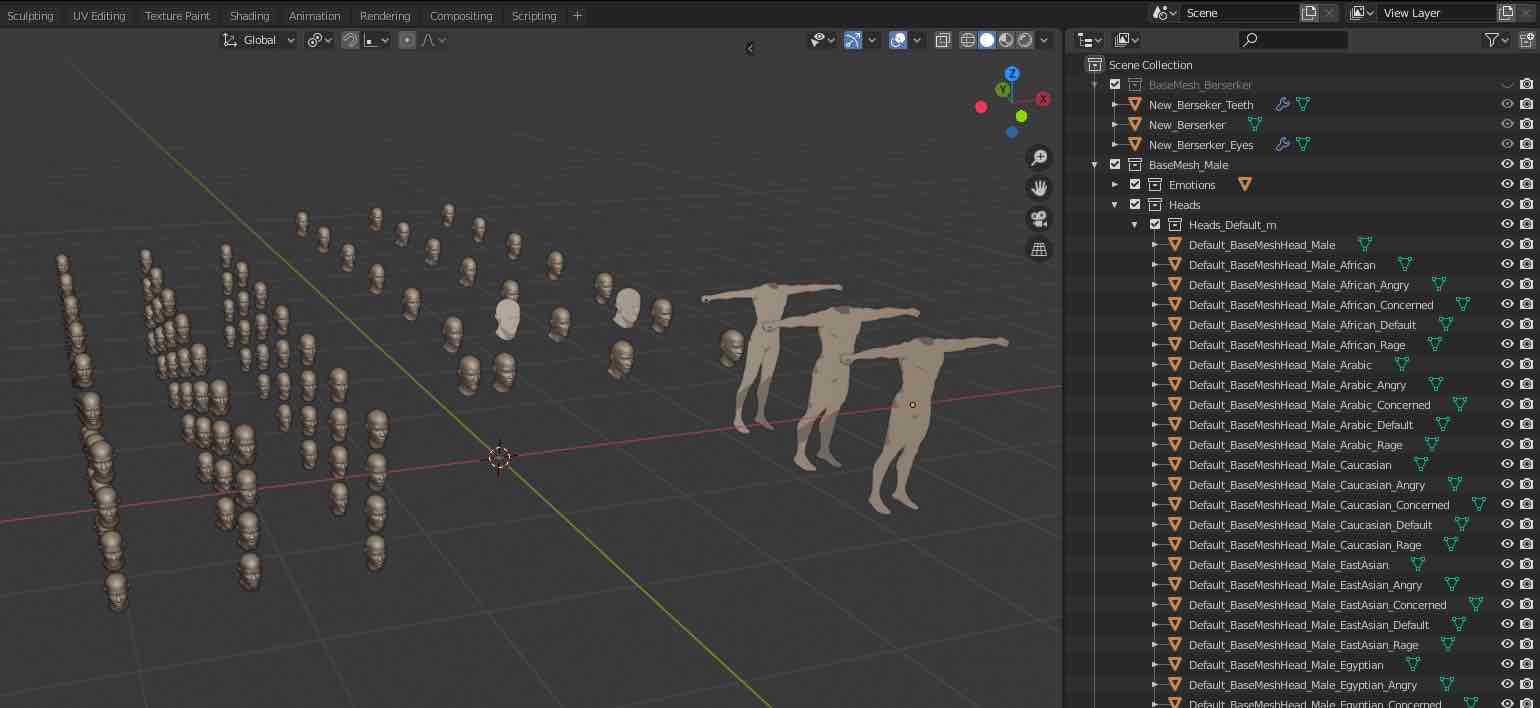 Sculpting UV Editing Texture Paint Shading Animation Rendering Compositing Scripting + Scene View Layer
Global
Scene Collection
BaseMesh_Berserker
New_Berseker_Teeth
New_Berserker
New_Berserker_Eyes
BaseMesh_Male
Emotions
Heads
Heads_Default_m
Default_BaseMeshHead_Male
Default_BaseMeshHead_Male_African
Default_BaseMeshHead_Male_African_Angry
Default_BaseMeshHead_Male_African_Concerned
Default_BaseMeshHead_Male_African_Default
Default_BaseMeshHead_Male_African_Rage
Default_BaseMeshHead_Male_Arabic
Default_BaseMeshHead_Male_Arabic_Angry
Default_BaseMeshHead_Male_Arabic_Concerned
Default_BaseMeshHead_Male_Arabic_Default
Default_BaseMeshHead_Male_Arabic_Rage
Default_BaseMeshHead_Male_Caucasian
Default_BaseMeshHead_Male_Caucasian_Angry
Default_BaseMeshHead_Male_Caucasian_Concerned
Default_BaseMeshHead_Male_Caucasian_Default
Default_BaseMeshHead_Male_Caucasian_Rage
Default_BaseMeshHead_Male_EastAsian
Default_BaseMeshHead_Male_EastAsian_Angry
Default_BaseMeshHead_Male_EastAsian_Concerned
Default_BaseMeshHead_Male_EastAsian_Default
Default_BaseMeshHead_Male_EastAsian_Rage
Default_BaseMeshHead_Male_Egyptian
Default_BaseMeshHead_Male_Egyptian_Angry
Default_BaseMeshHead_Male_Egyptian_Concerned
Z
Y
X